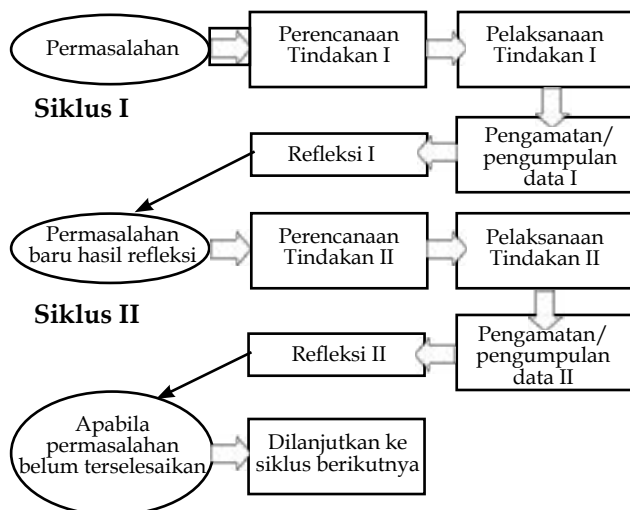 Permasalahan
Perencanaan
Tindakan I
Pelaksanaan
Tindakan I
Siklus I
Pengamatan/
pengumpulan
data I
Refleksi I
Permasalahan
baru hasil refleksi
Perencanaan
Tindakan II
Pelaksanaan
Tindakan II
Siklus II
Pengamatan/
pengumpulan
data II
Refleksi II
Apabila
permasalahan
belum terselesaikan
Dilanjutkan ke
siklus berikutnya